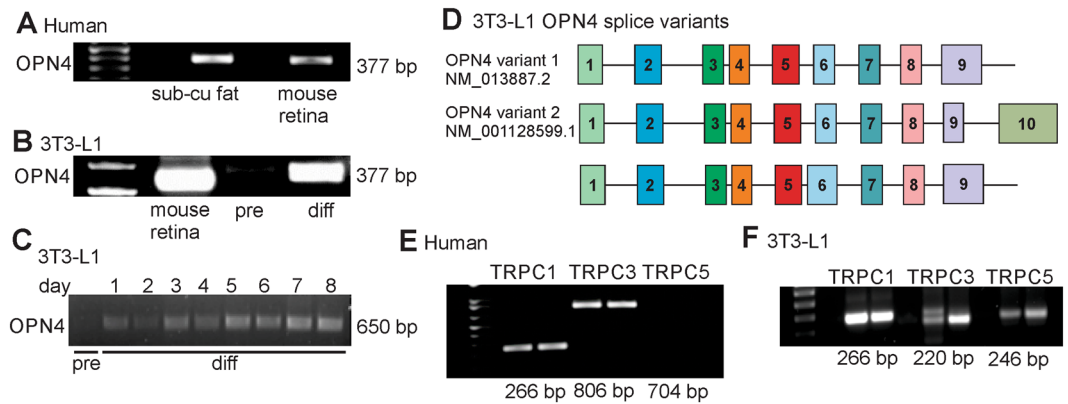 A Human
OPN4
377 bp
sub-cu fat
mouse
retina
B 3T3-L1
OPN4
377 bp
mouse
retina
pre
diff
C 3T3-L1
day 1 2 3 4 5 6 7 8
OPN4
650 bp
pre
diff
D 3T3-L1 OPN4 splice variants
OPN4 variant 1
NM_013887.2
1 2 3 4 5 6 7 8 9
OPN4 variant 2
NM_001128599.1
1 2 3 4 5 6 7 8 9 10
1 2 3 4 5 6 7 8 9
E Human
TRPC1 TRPC3 TRPC5
266 bp 806 bp 704 bp
F 3T3-L1
TRPC1 TRPC3 TRPC5
266 bp 220 bp 246 bp